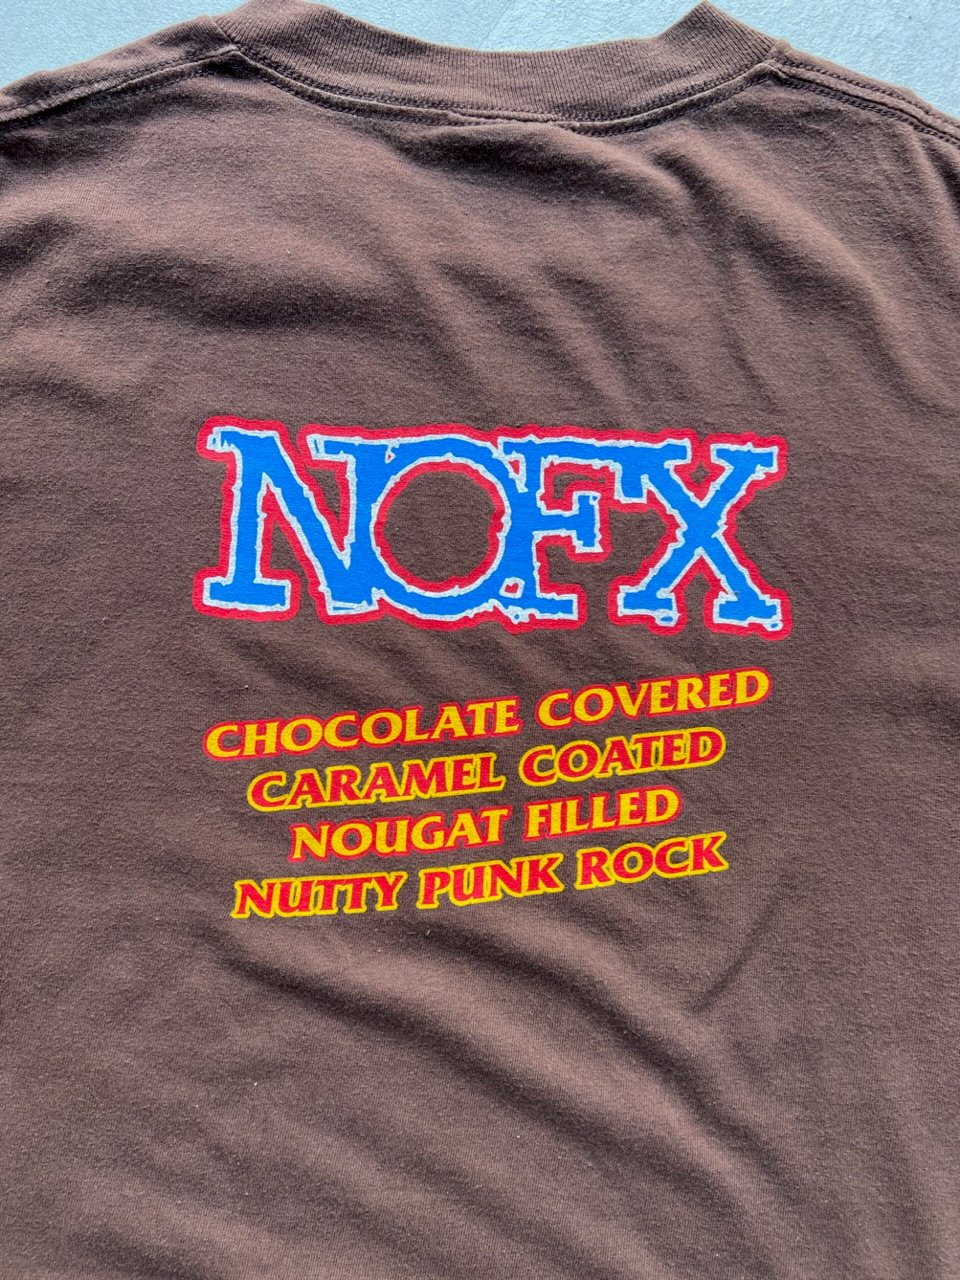 NOFX
CHOCOLATE COVERED
CARAMEL COATED
NOUGAT FILLED
NUTTY PUNK ROCK